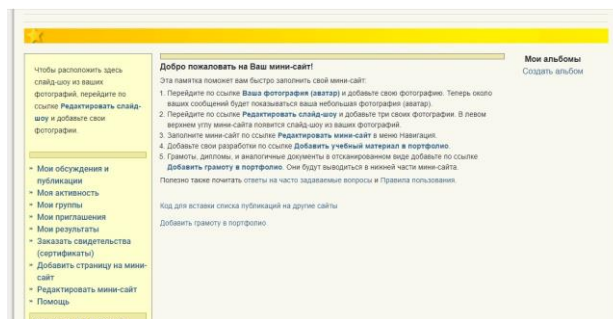 Чтобы расположить здесь
слайд-шоу из ваших
фотографий, перейдите по
ссылке Редактировать слайд-
шоу и добавьте свои
фотографии.
Мои обсуждения и
публикации
Моя активность
Мои группы
Мои приглашения
Мои результаты
Заказать свидетельства
(сертификаты)
Добавить страницу на мини-
сайт
Редактировать мини-сайт
Помощь
Добро пожаловать на Ваш мини-сайт!
Эта памятка поможет вам быстро заполнить свой мини-сайт:
1. Перейдите по ссылке Ваша фотография (аватар) и добавьте свою фотографию. Теперь около
ваших сообщений будет показываться ваша небольшая фотография (аватар).
2. Перейдите по ссылке Редактировать слайд-шоу и добавьте три своих фотографии. В левом
верхнем углу мини-сайта появится слайд-шоу из ваших фотографий.
3. Заполните мини-сайт по ссылке Редактировать мини-сайт в меню Навигация.
4. Добавьте свои разработки по ссылке Добавить учебный материал в портфолио.
5. Грамоты, дипломы, и аналогичные документы в отсканированном виде добавьте по ссылке
Добавить грамоту в портфолио. Они будут выводиться в нижней части мини-сайта.
Полезно также почитать ответы на часто задаваемые вопросы и Правила пользования.
Код для вставки списка публикаций на другие сайты
Добавить грамоту в портфолио
Мои альбомы
Создать альбом